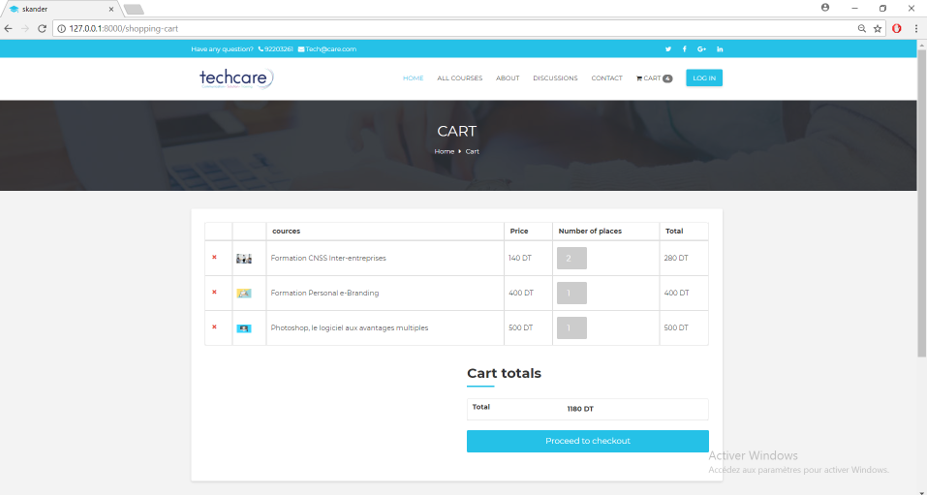 skander
127.0.0.1:8000/shopping-cart
Have any question? 92203261 Tech@care.com
techcare
HOME ALL COURSES ABOUT DISCUSSIONS CONTACT CART 4 LOG IN
CART
Home Cart
cources Price Number of places Total
Formation CNSS Inter-entreprises 140 DT 2 280 DT
Formation Personal e-Branding 400 DT 1 400 DT
Photoshop, le logiciel aux avantages multiples 500 DT 1 500 DT
Cart totals
Total 1180 DT
Proceed to checkout
Activer Windows
Accédez aux paramètres pour activer Windows.